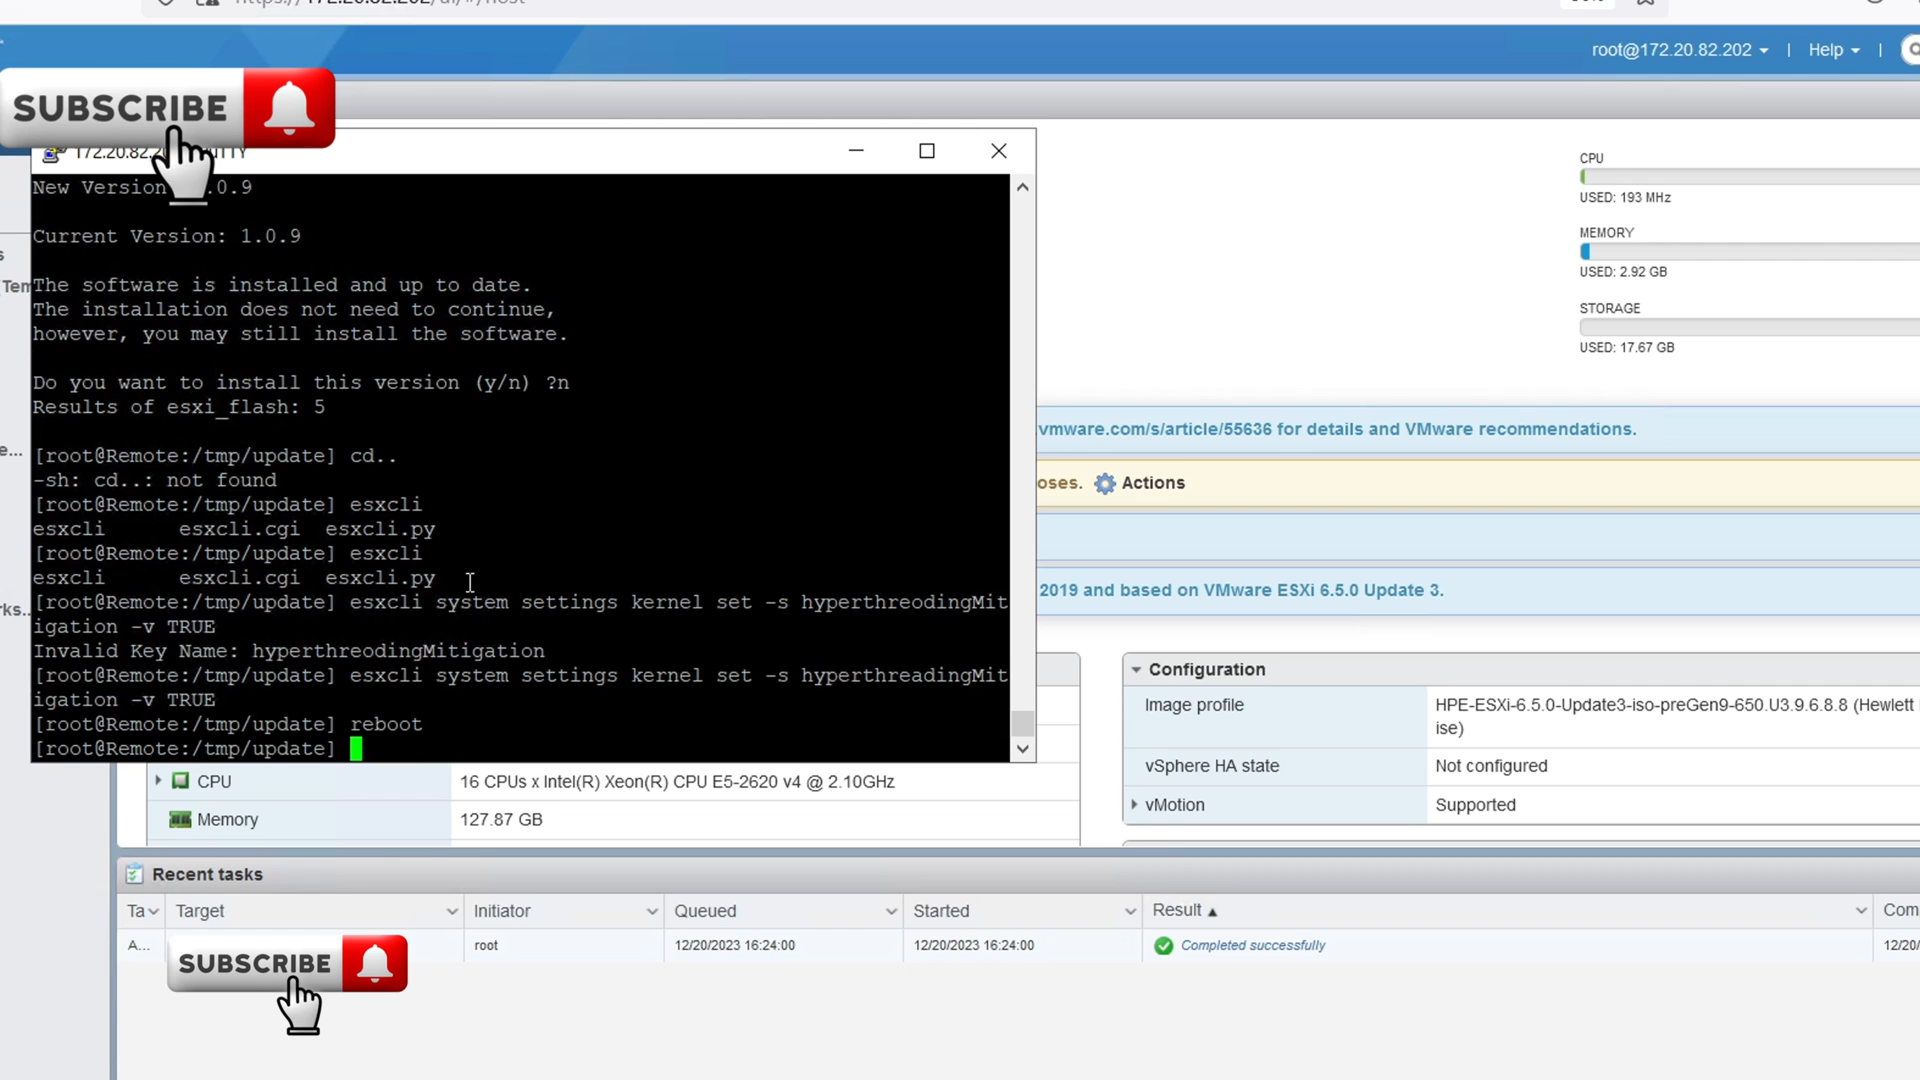 root@172.20.82.202
Help
SUBSCRIBE
New Version
.0.9
Current Version: 1.0.9
The software is installed and up to date.
The installation does not need to continue,
however, you may still install the software.
Do you want to install this version (y/n) ?n
Results of esxi_flash: 5
[root@Remote:/tmp/update] cd..
-sh: cd..: not found
[root@Remote:/tmp/update] esxcli
esxcli esxcli.cgi esxcli.py
[root@Remote:/tmp/update] esxcli
esxcli esxcli.cgi esxcli.py
[root@Remote:/tmp/update] esxcli system settings kernel set -s hyperthreodingMit
igation -v TRUE
Invalid Key Name: hyperthreodingMitigation
[root@Remote:/tmp/update] esxcli system settings kernel set -s hyperthreadingMit
igation -v TRUE
[root@Remote:/tmp/update] reboot
[root@Remote:/tmp/update]
CPU
USED: 193 MHz
MEMORY
USED: 2.92 GB
STORAGE
USED: 17.67 GB
.vmware.com/s/article/55636 for details and VMware recommendations.
oses. Actions
2019 and based on VMware ESXi 6.5.0 Update 3.
Configuration
Image profile HPE-ESXi-6.5.0-Update3-iso-preGen9-650.U3.9.6.8.8 (Hewlett
ise)
vSphere HA state Not configured
vMotion Supported
CPU 16 CPUs x Intel(R) Xeon(R) CPU E5-2620 v4 @ 2.10GHz
Memory 127.87 GB
Recent tasks
Ta Target Initiator Queued Started Result Com
A... root 12/20/2023 16:24:00 12/20/2023 16:24:00 Completed successfully 12/20/
SUBSCRIBE